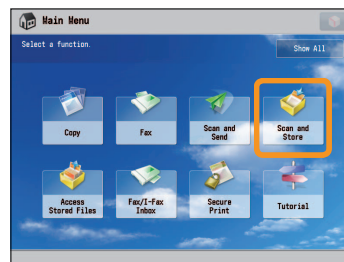 Main Menu
Select a function.
Show All
Copy
Fax
Scan and
Send
Scan and
Store
Access
Stored Files
Fax/I-Fax
Inbox
Secure
Print
Tutorial